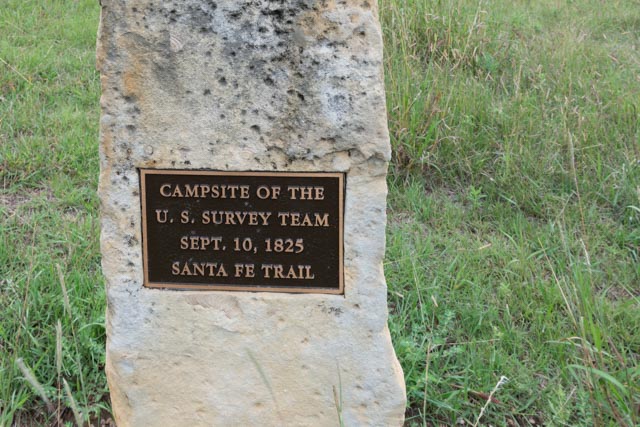 CAMPSITE OF THE
U. S. SURVEY TEAM
SEPT. 10, 1825
SANTA FE TRAIL